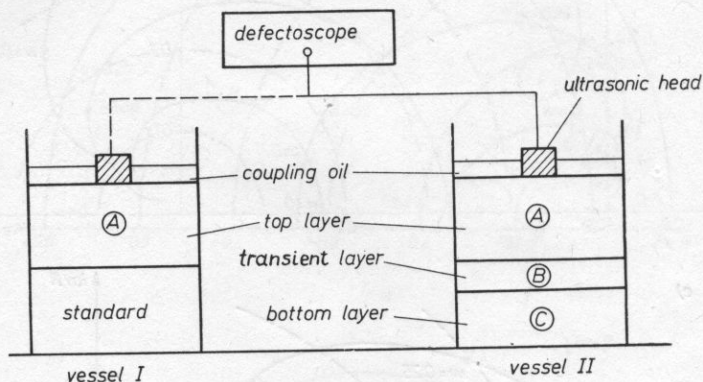 defectoscope
ultrasonic head
coupling oil
A
top layer
A
transient layer
B
standard
bottom layer
C
vessel I
vessel II